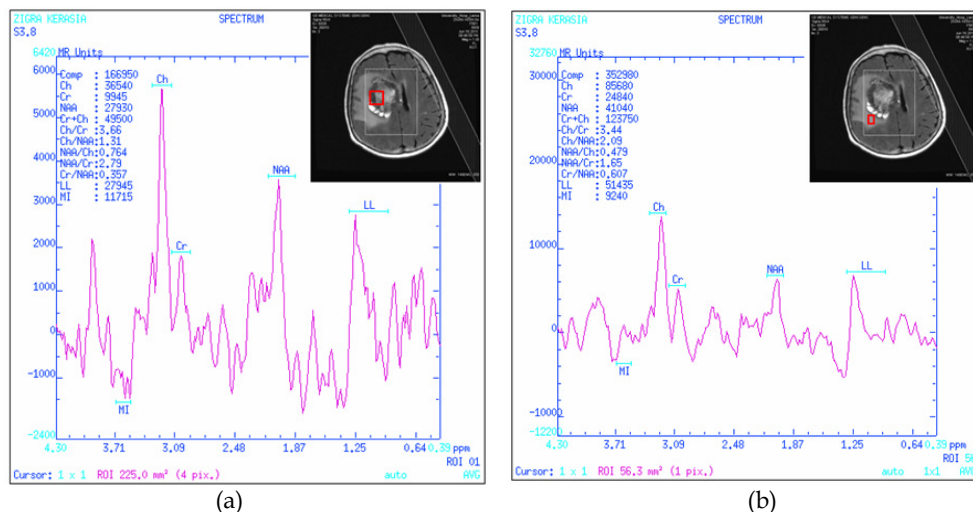 ZIGRA KERASIA
SPECTRUM
S3.8
6420 MR Units
6000
Comp : 166950
Ch : 36540
Cr : 9945
NAA : 27930
Cr+Ch : 49500
Ch/Cr : 3.66
Ch/NAA: 1.31
NAA/Ch: 0.764
NAA/Cr: 2.79
Cr/NAA: 0.357
LL : 27945
MI : 11715
Ch
Cr
NAA
LL
MI
5000
4000
3000
2000
1000
0
-1000
-2400
4.30
3.71
3.09
2.48
1.87
1.25
0.64
0.39 ppm
ROI 01
Cursor: 1 x 1 ROI 225.0 mm² (4 pix.)
auto
AVG
(a)
ZIGRA KERASIA
SPECTRUM
S3.8
32760 MR Units
30000
Comp : 352980
Ch : 85680
Cr : 24840
NAA : 41040
Cr+Ch : 123750
Ch/Cr : 3.44
Ch/NAA: 2.09
NAA/Ch: 0.479
NAA/Cr: 1.65
Cr/NAA: 0.607
LL : 51435
MI : 9240
Ch
Cr
NAA
LL
MI
20000
10000
0
-10000
4.30
3.71
3.09
2.48
1.87
1.25
0.64
0.39 ppm
Cursor: 1 x 1 ROI 56.3 mm² (1 pix.)
auto
1x1
(b)